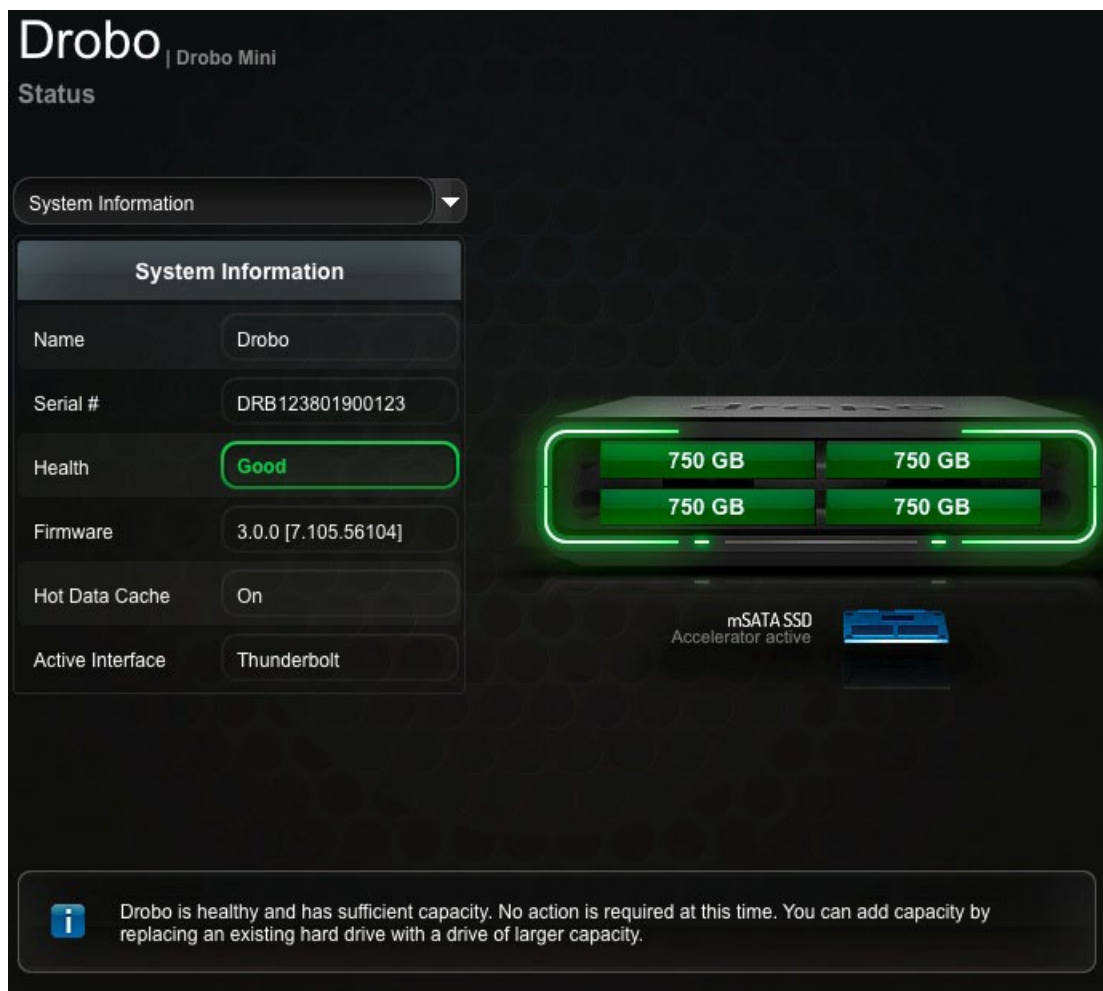 Drobo | Drobo Mini
Status
System Information
System Information
Name Drobo
Serial # DRB123801900123
Health Good
Firmware 3.0.0 [7.105.56104]
Hot Data Cache On
Active Interface Thunderbolt
drobo
750 GB 750 GB
750 GB 750 GB
mSATA SSD
Accelerator active
Drobo is healthy and has sufficient capacity. No action is required at this time. You can add capacity by
replacing an existing hard drive with a drive of larger capacity.